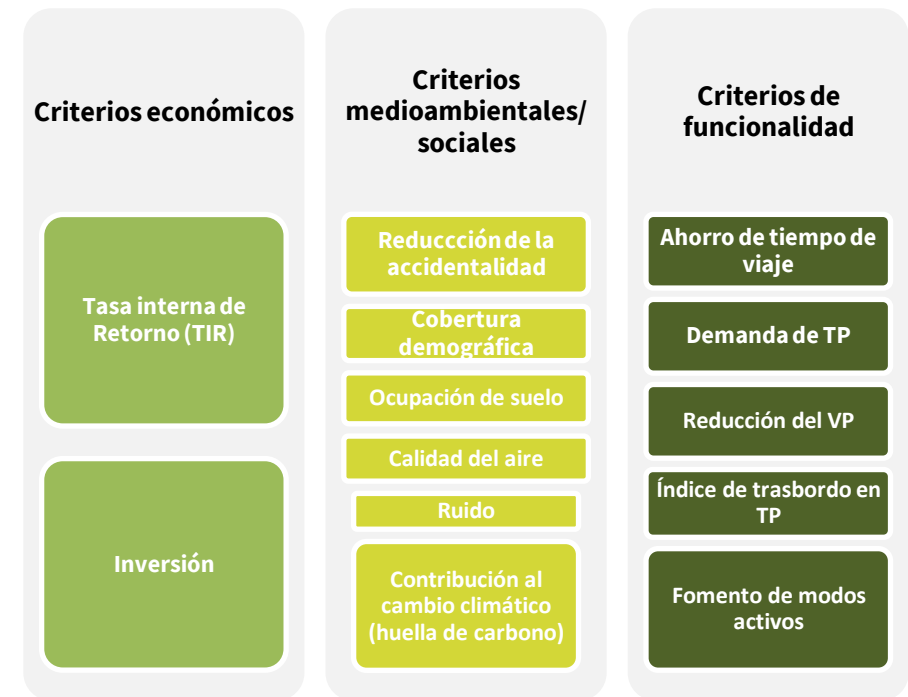 Criterios económicos
Tasa interna de
Retorno (TIR)
Inversión
Criterios
medioambientales/
sociales
Reduccción de la
accidentalidad
Cobertura
demográfica
Ocupación de suelo
Calidad del aire
Ruido
Contribución al
cambio climático
(huella de carbono)
Criterios de
funcionalidad
Ahorro de tiempo de
viaje
Demanda de TP
Reducción del VP
Índice de trasbordo en
TP
Fomento de modos
activos